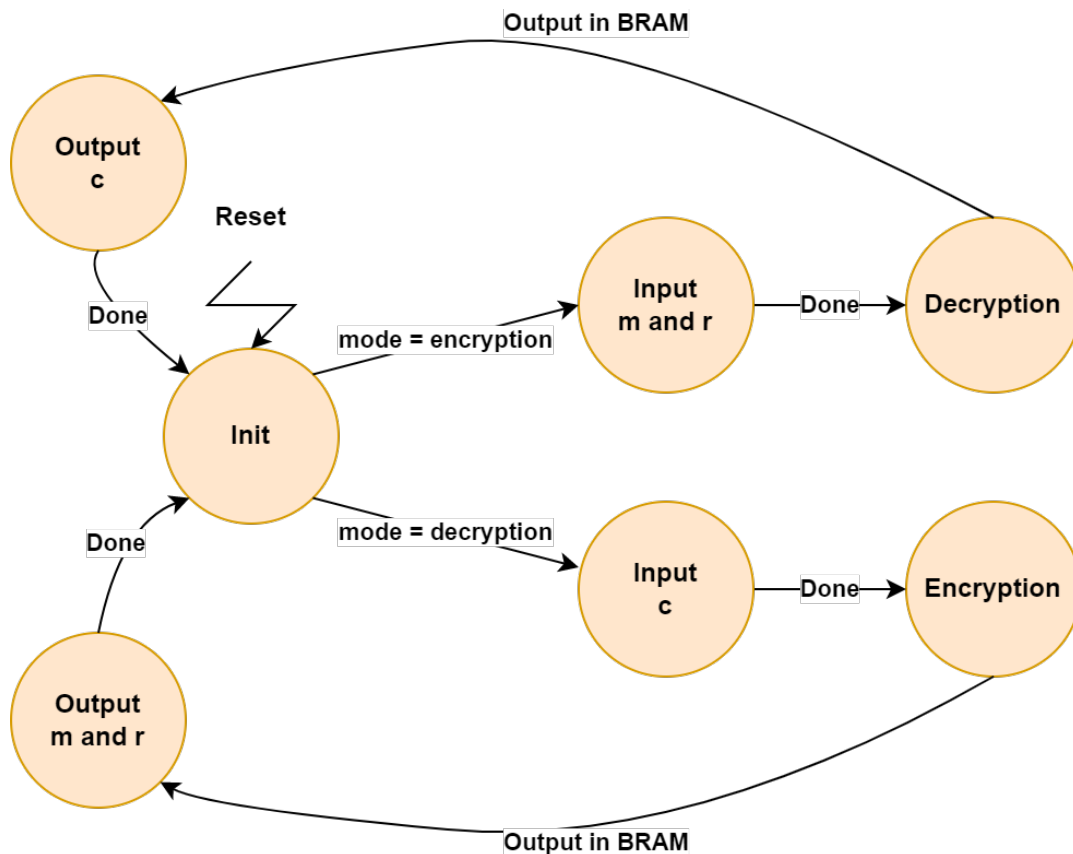 Output in BRAM
Output
c
Reset
Done
mode = encryption
Input
m and r
Done
Decryption
Init
mode = decryption
Done
Input
c
Done
Encryption
Output
m and r
Output in BRAM